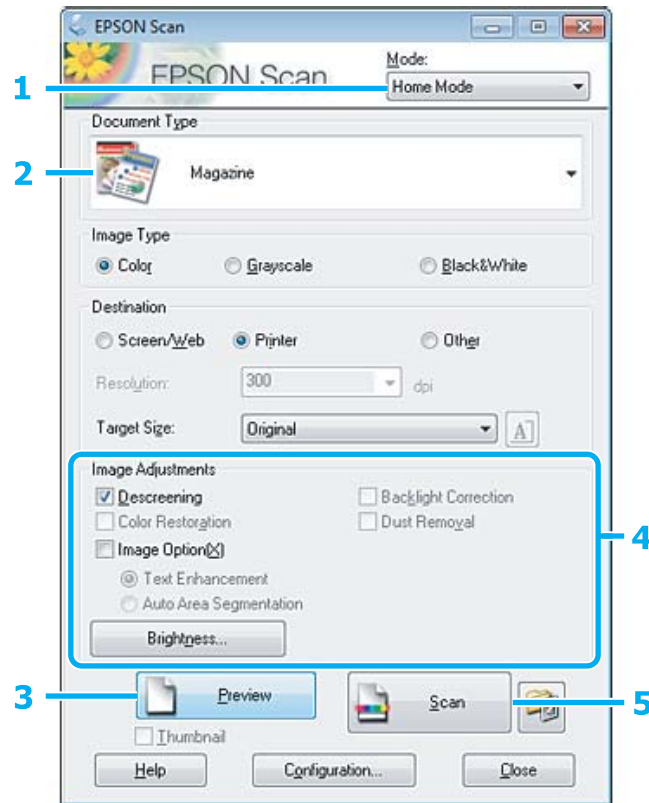 EPSON Scan
EPSON Scan
Mode:
1
Home Mode
Document Type
2
Magazine
Image Type
Color Grayscale Black&White
Destination
Screen/Web Printer Other
Resolution: 300 dpi
Target Size: Original A
Image Adjustments
Descreening Backlight Correction
Color Restoration Dust Removal
Image Option(X)
4
Text Enhancement
Auto Area Segmentation
Brightness...
3 Preview Scan 5
Thumbnail
Help Configuration... Close